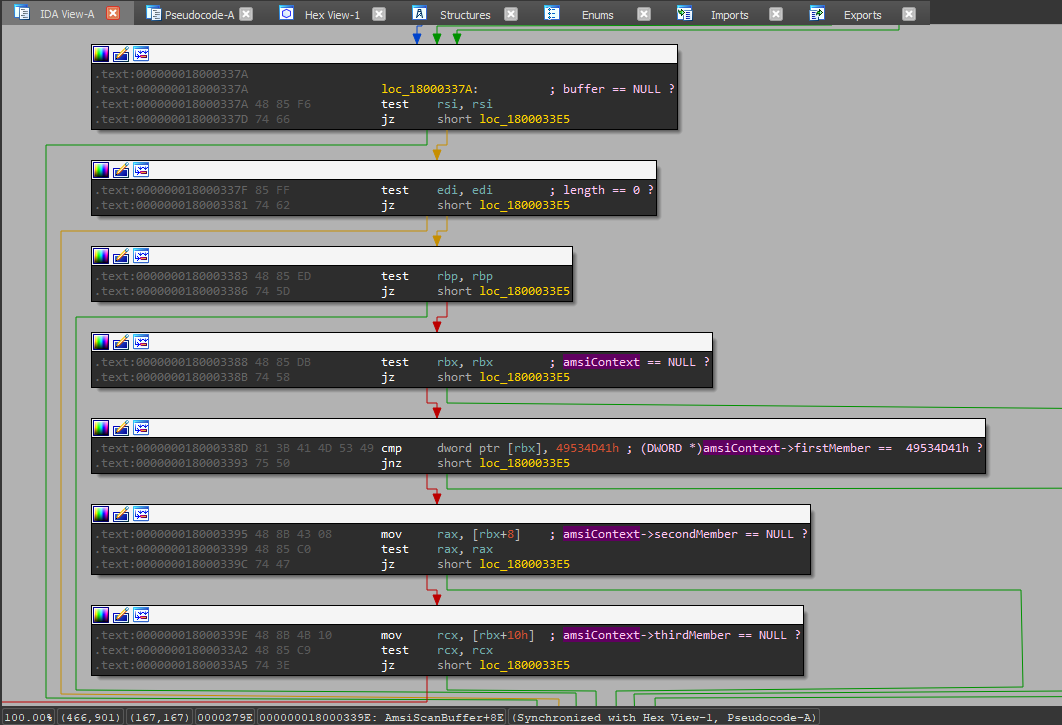 IDA View-A Pseudocode-A Hex View-1 Structures Enums Imports Exports
.text:000000018000337A
.text:000000018000337A loc_18000337A: ; buffer == NULL ?
.text:000000018000337A 48 85 F6 test rsi, rsi
.text:000000018000337D 74 66 jz short loc_1800033E5
.text:000000018000337F 85 FF test edi, edi ; length == 0 ?
.text:0000000180003381 74 62 jz short loc_1800033E5
.text:0000000180003383 48 85 ED test rbp, rbp
.text:0000000180003386 74 5D jz short loc_1800033E5
.text:0000000180003388 48 85 DB test rbx, rbx ; amsiContext == NULL ?
.text:000000018000338B 74 58 jz short loc_1800033E5
.text:000000018000338D 81 3B 41 4D 53 49 cmp dword ptr [rbx], 49534D41h ; (DWORD *)amsiContext->firstMember == 49534D41h ?
.text:0000000180003393 75 50 jnz short loc_1800033E5
.text:0000000180003395 48 8B 43 08 mov rax, [rbx+8] ; amsiContext->secondMember == NULL ?
.text:0000000180003399 48 85 C0 test rax, rax
.text:000000018000339C 74 47 jz short loc_1800033E5
.text:000000018000339E 48 8B 4B 10 mov rcx, [rbx+10h] ; amsiContext->thirdMember == NULL ?
.text:00000001800033A2 48 85 C9 test rcx, rcx
.text:00000001800033A5 74 3E jz short loc_1800033E5
100.00% (466,901) (167,167) 0000279E 000000018000339E: AmsiScanBuffer+8E (Synchronized with Hex View-1, Pseudocode-A)